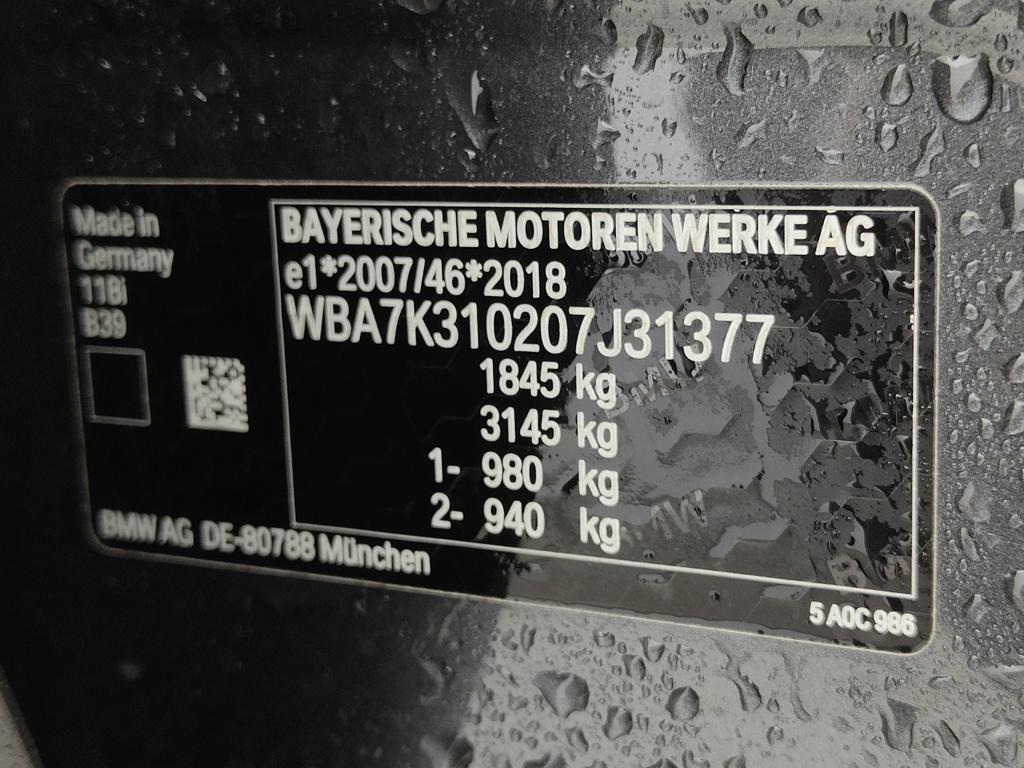 Made in
Germany
118i
B39
BAYERISCHE MOTOREN WERKE AG
e1*2007/46*2018
WBA7K310207J31377
1845 kg
3145 kg
1- 980 kg
2- 940 kg
BMW AG DE-80788 München
5 A0C 986